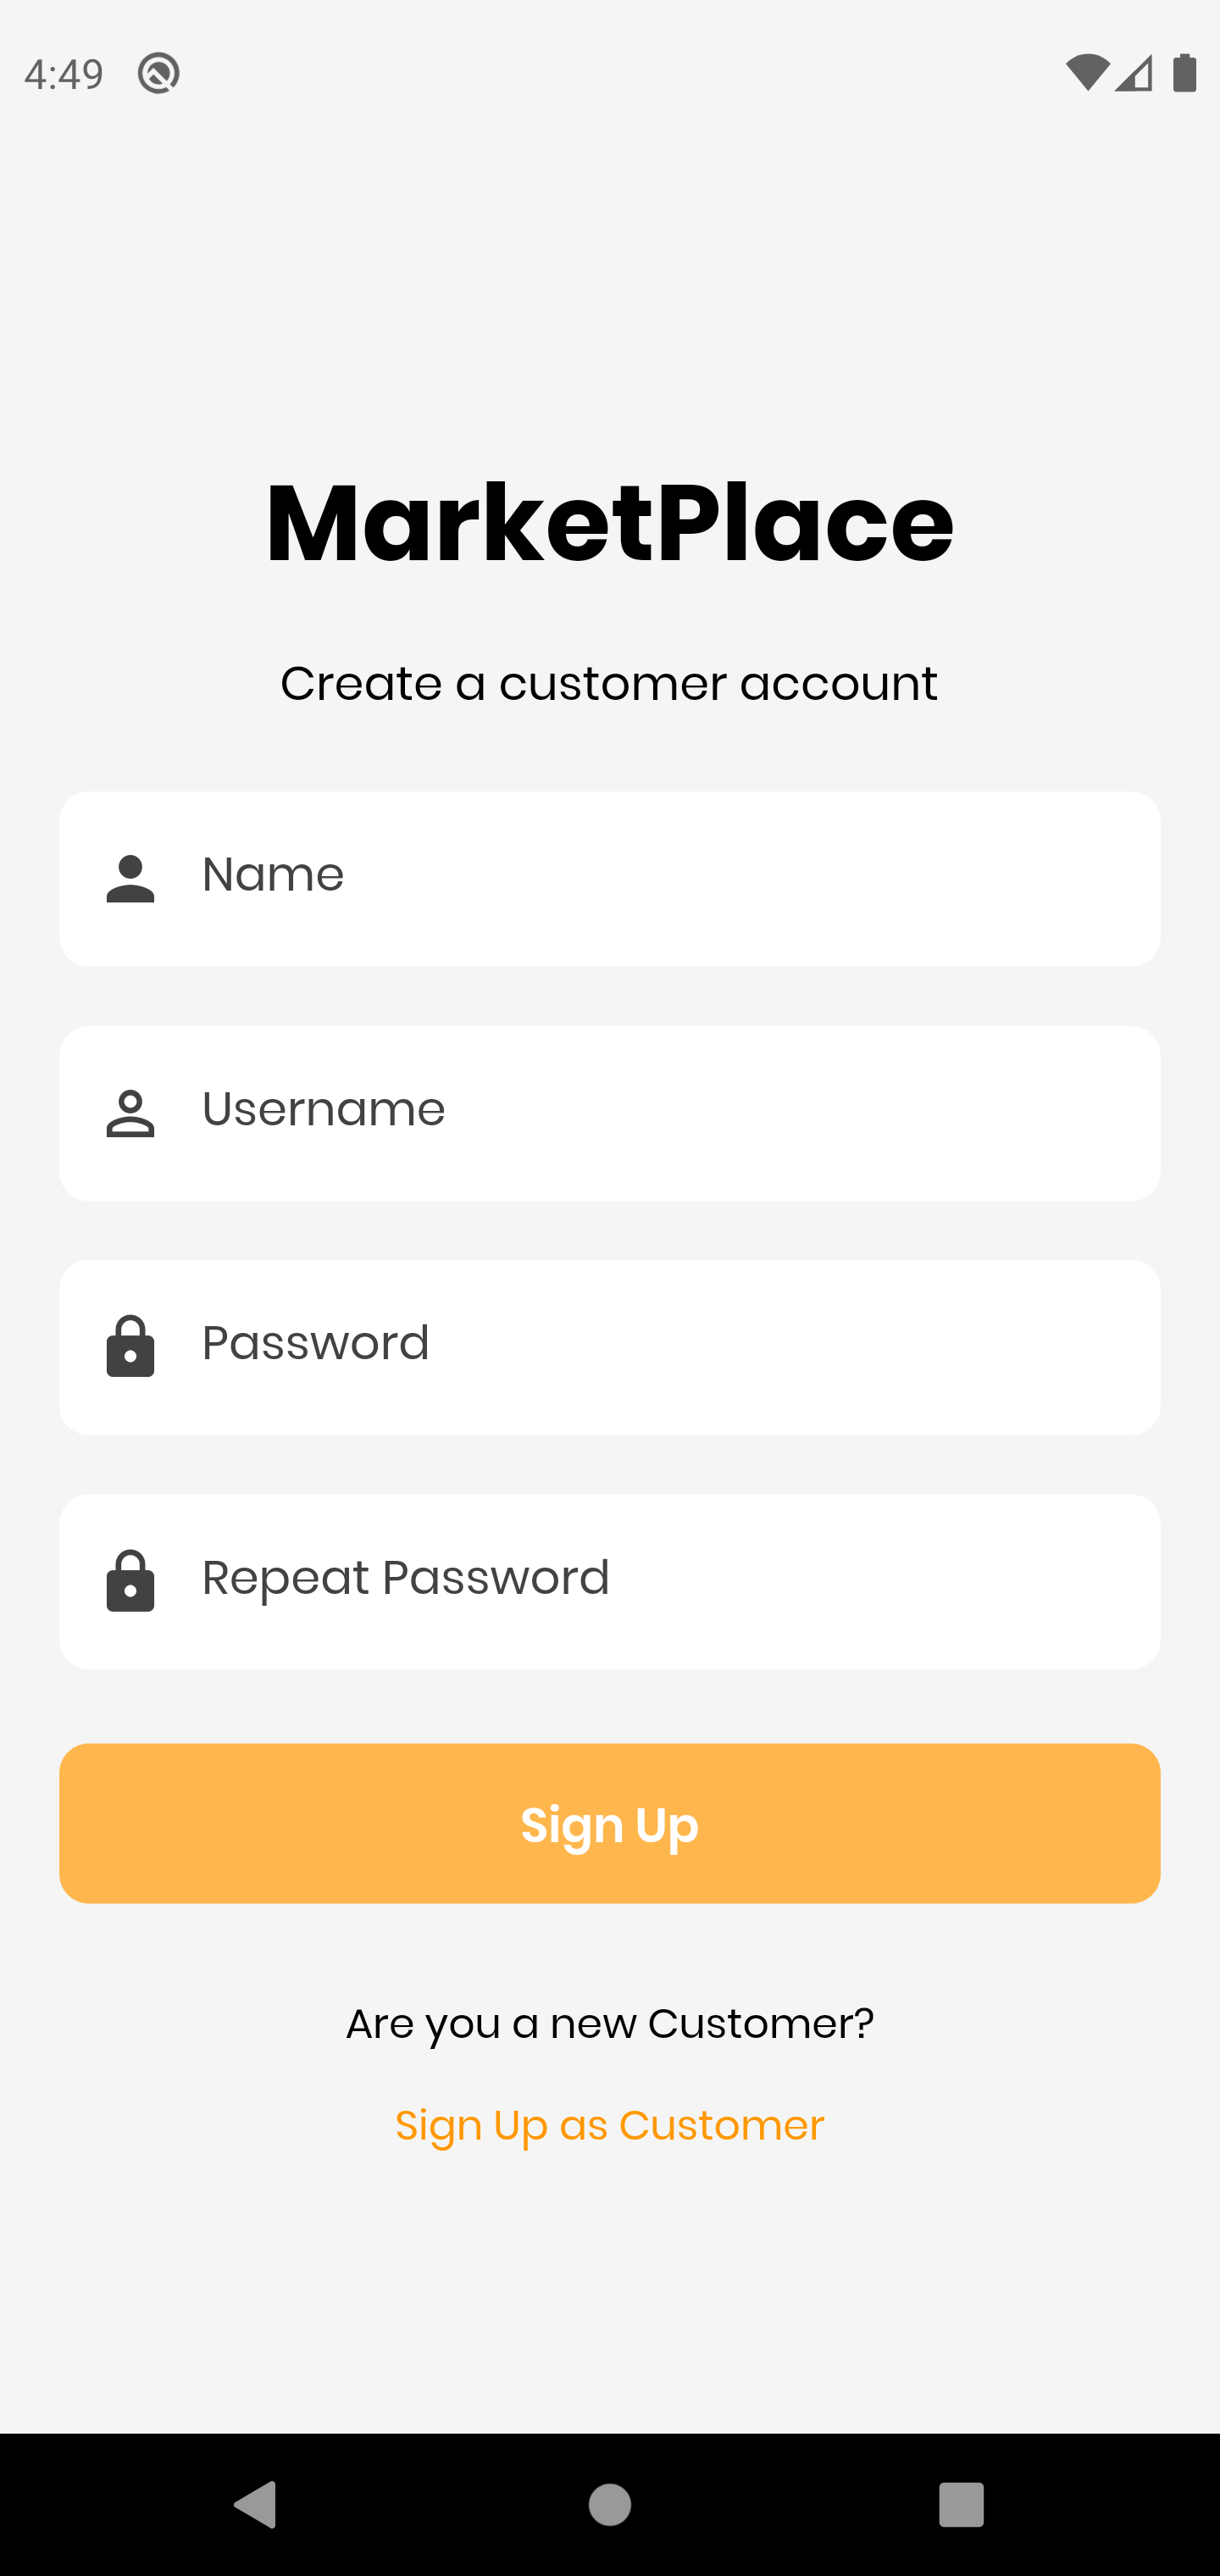 4:49
MarketPlace
Create a customer account
Name
Username
Password
Repeat Password
Sign Up
Are you a new Customer?
Sign Up as Customer